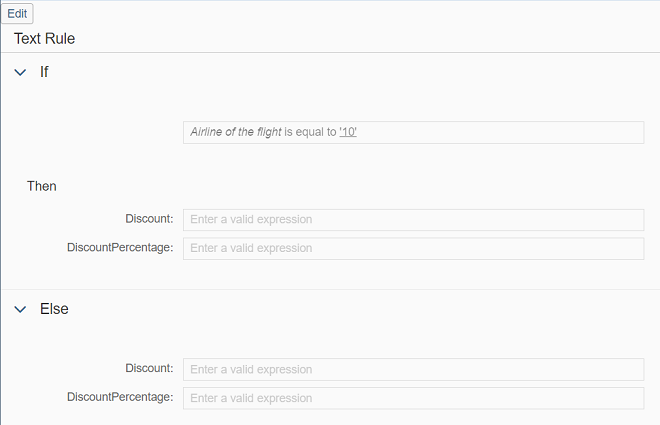 Edit
Text Rule
If
Airline of the flight is equal to '10'
Then
Discount: Enter a valid expression
DiscountPercentage: Enter a valid expression
Else
Discount: Enter a valid expression
DiscountPercentage: Enter a valid expression